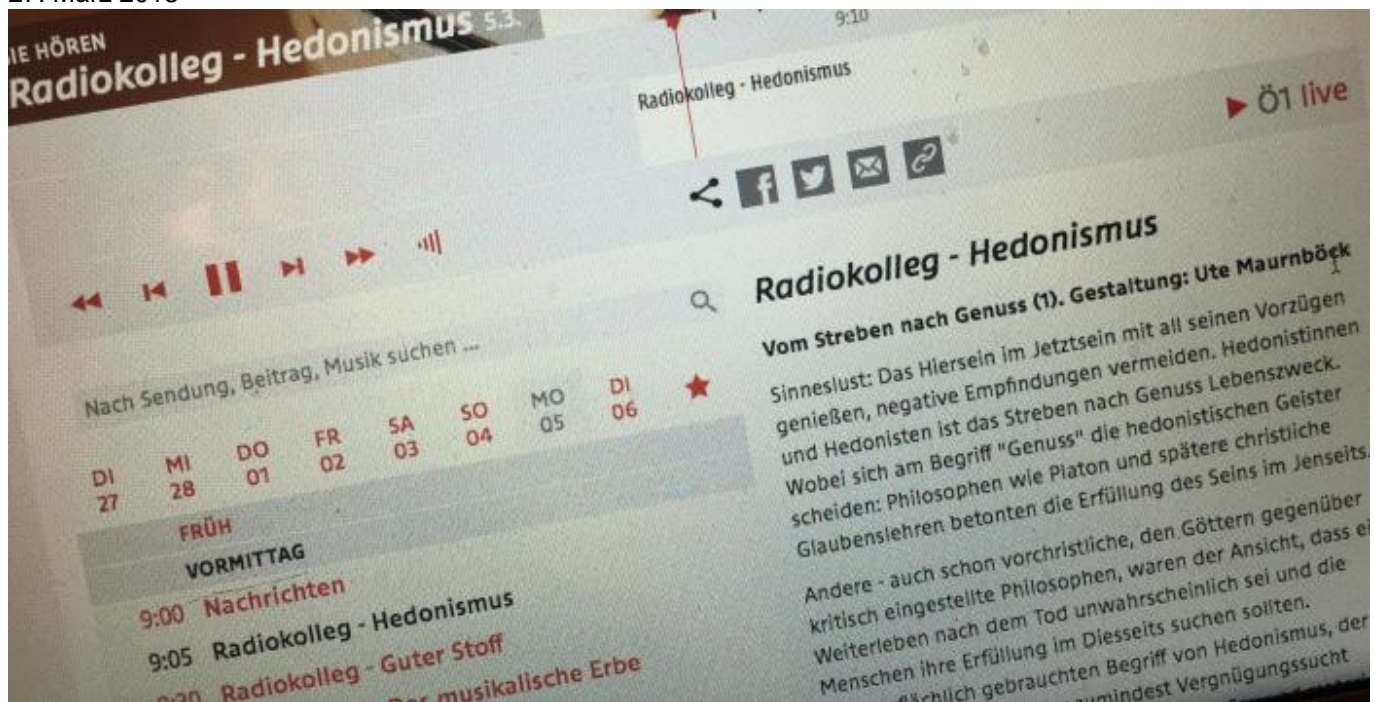 27. März 2018
SIE HÖREN
Radiokolleg - Hedonismus 5.3.
9:10
Radiokolleg - Hedonismus
Ö1 live
Nach Sendung, Beitrag, Musik suchen ...
DI MI DO FR SA SO MO DI
27 28 01 02 03 04 05 06
FRÜH
VORMITTAG
9:00 Nachrichten
9:05 Radiokolleg - Hedonismus
Radiokolleg - Guter Stoff
musikalische Erbe
Radiokolleg - Hedonismus
Vom Streben nach Genuss (1). Gestaltung: Ute Maurnböck
Sinneslust: Das Hiersein im Jetztsein mit all seinen Vorzügen
genießen, negative Empfindungen vermeiden. Hedonistinnen
und Hedonisten ist das Streben nach Genuss Lebenszweck.
Wobei sich am Begriff "Genuss" die hedonistischen Geister
scheiden: Philosophen wie Platon und spätere christliche
Glaubenslehren betonten die Erfüllung des Seins im Jenseits.
Andere - auch schon vorchristliche, den Göttern gegenüber
kritisch eingestellte Philosophen, waren der Ansicht, dass ei
Weiterleben nach dem Tod unwahrscheinlich sei und die
Menschen ihre Erfüllung im Diesseits suchen sollten.
gebrauchten Begriff von Hedonismus, der
zumindest Vergnügungssucht